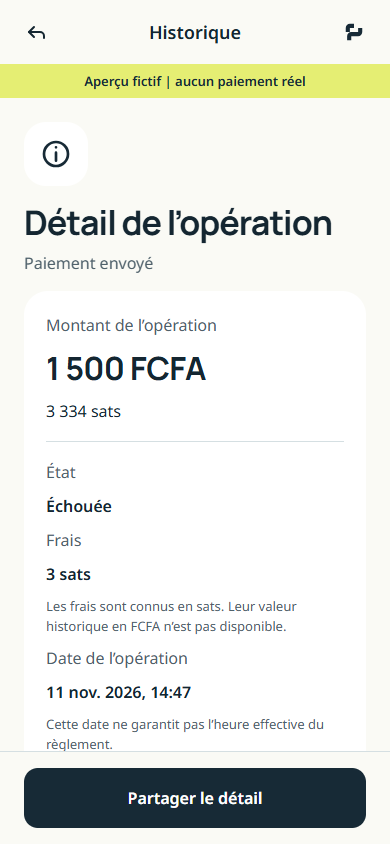 Historique
Aperçu fictif | aucun paiement réel
Détail de l’opération
Paiement envoyé
Montant de l’opération
1 500 FCFA
3 334 sats
État
Échouée
Frais
3 sats
Les frais sont connus en sats. Leur valeur
historique en FCFA n’est pas disponible.
Date de l’opération
11 nov. 2026, 14:47
Cette date ne garantit pas l’heure effective du
règlement.
Partager le détail